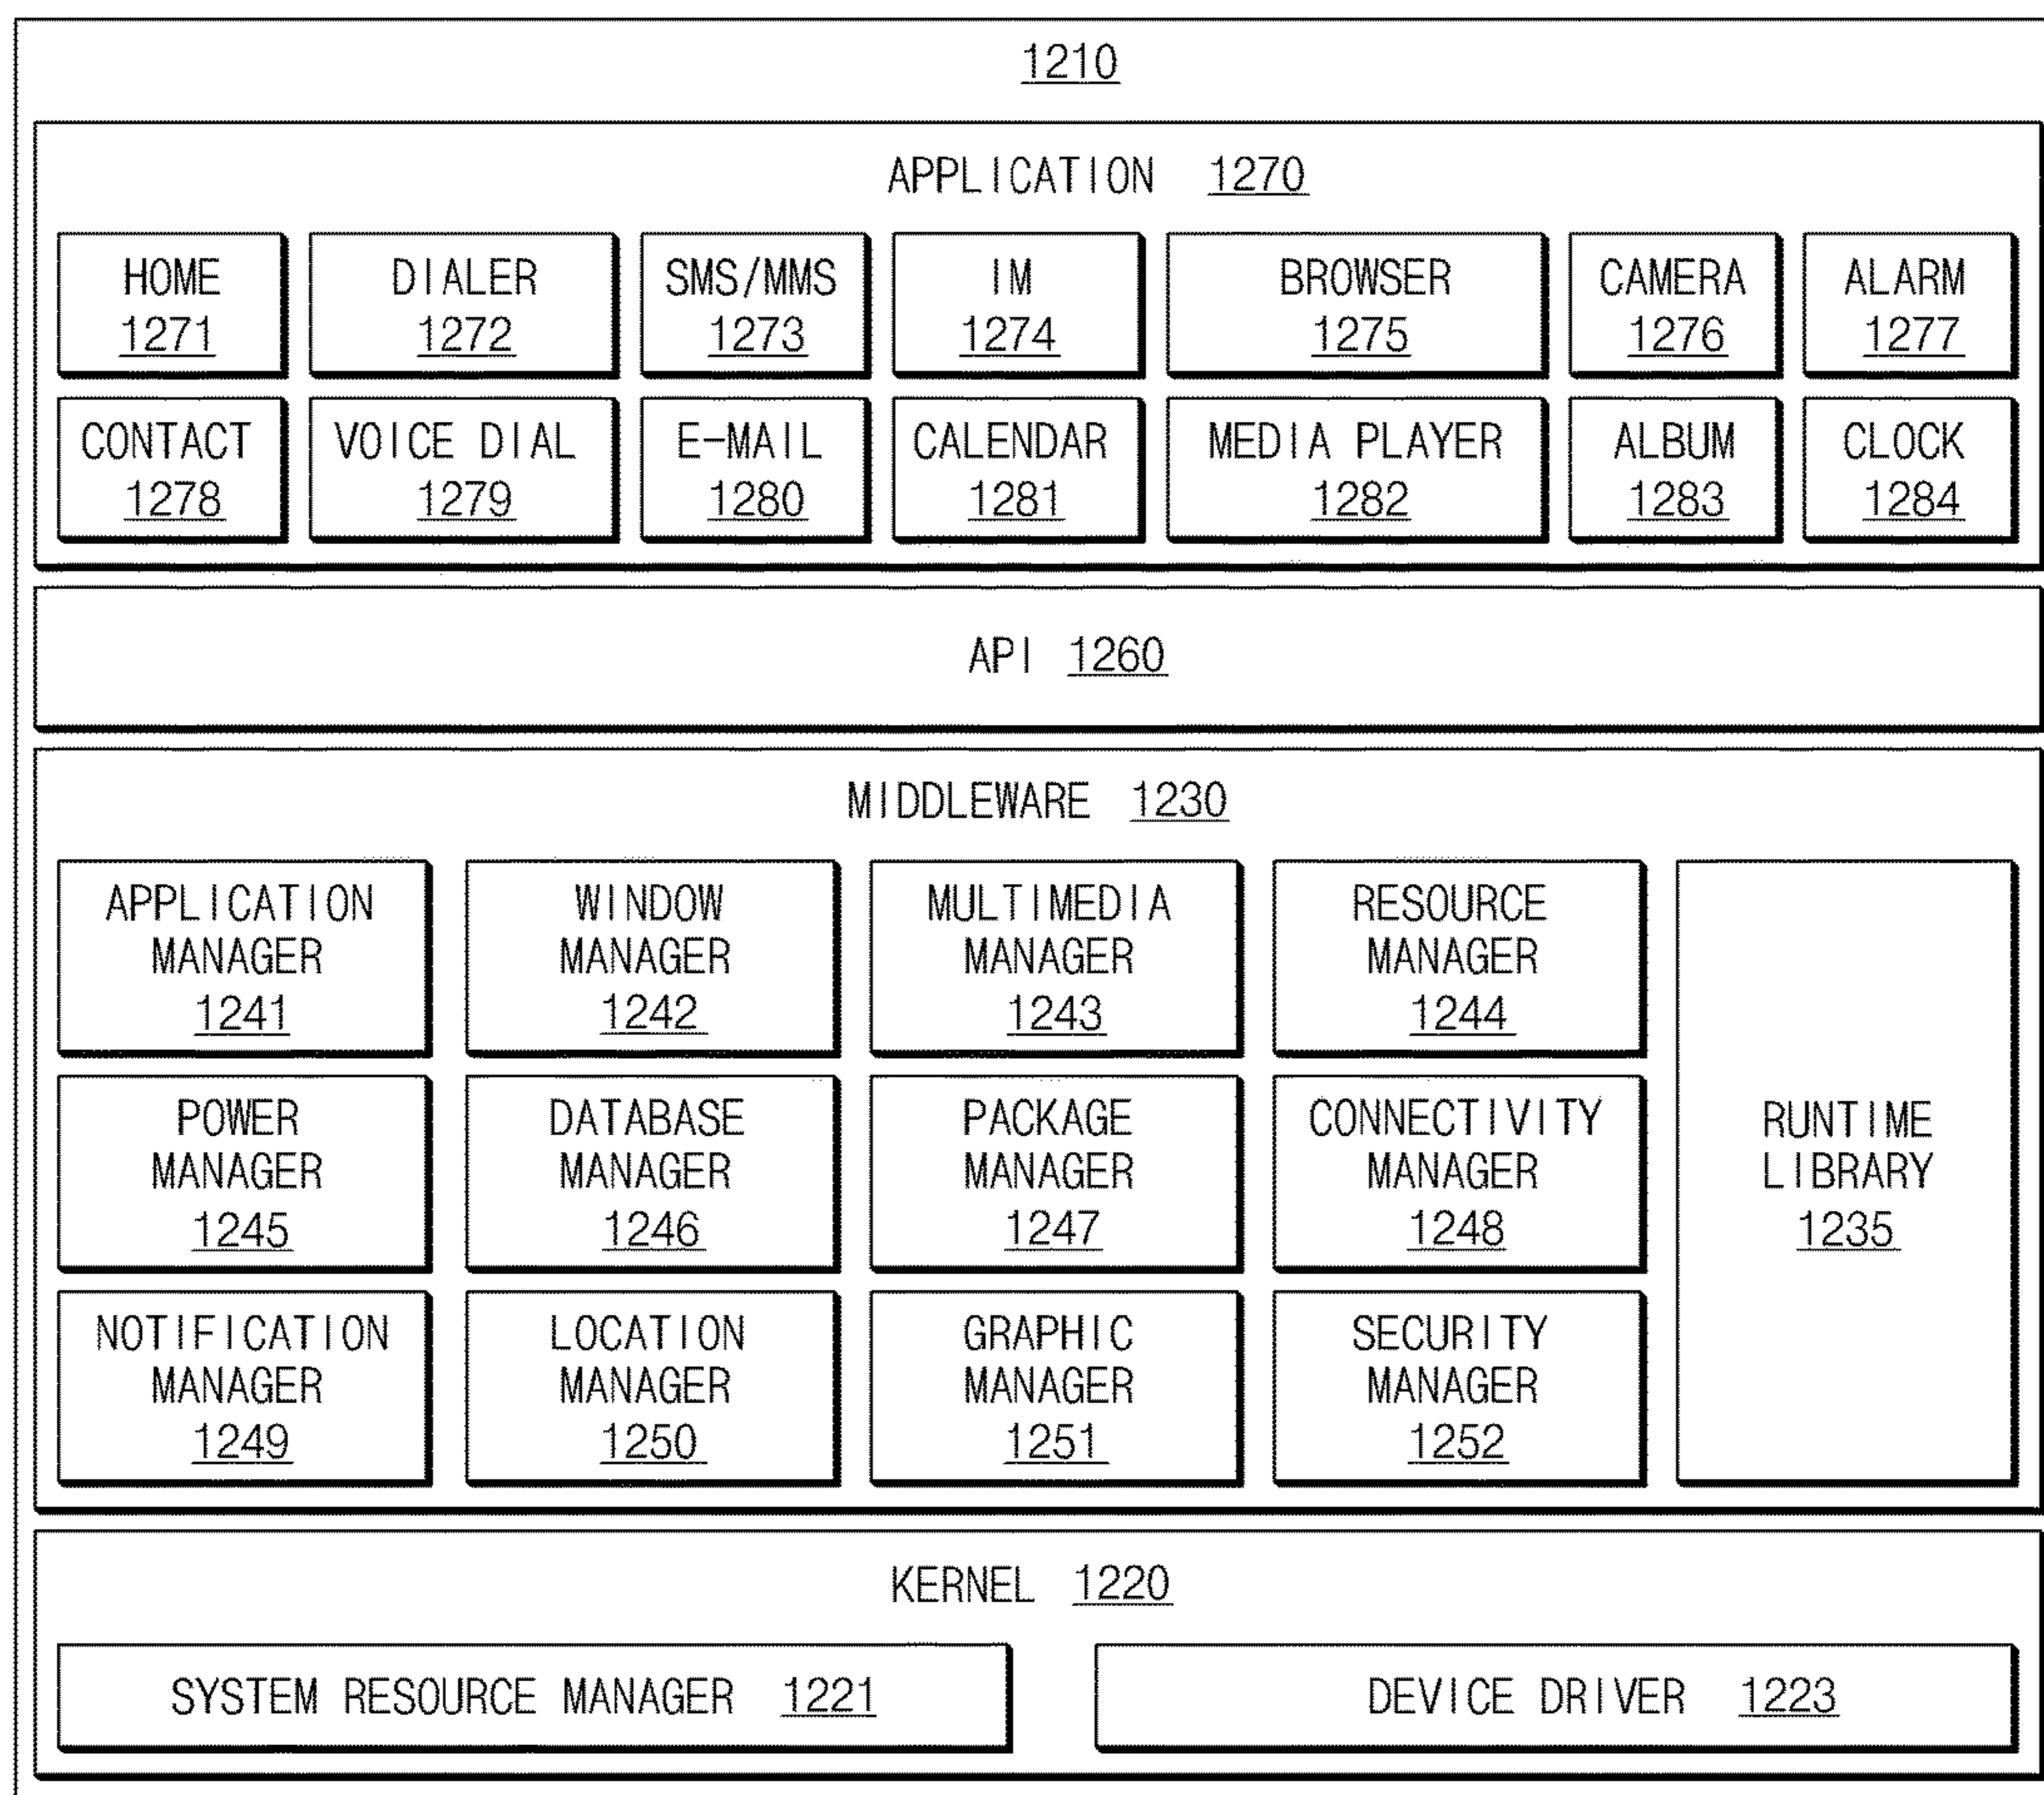 1210
APPLICATION 1270
HOME
1271
DIALER
1272
SMS/MMS
1273
IM
1274
BROWSER
1275
CAMERA
1276
ALARM
1277
CONTACT
1278
VOICE DIAL
1279
E-MAIL
1280
CALENDAR
1281
MEDIA PLAYER
1282
ALBUM
1283
CLOCK
1284
API 1260
MIDDLEWARE 1230
APPLICATION
MANAGER
1241
WINDOW
MANAGER
1242
MULTIMEDIA
MANAGER
1243
RESOURCE
MANAGER
1244
POWER
MANAGER
1245
DATABASE
MANAGER
1246
PACKAGE
MANAGER
1247
CONNECTIVITY
MANAGER
1248
NOTIFICATION
MANAGER
1249
LOCATION
MANAGER
1250
GRAPHIC
MANAGER
1251
SECURITY
MANAGER
1252
RUNTIME
LIBRARY
1235
KERNEL 1220
SYSTEM RESOURCE MANAGER 1221
DEVICE DRIVER 1223